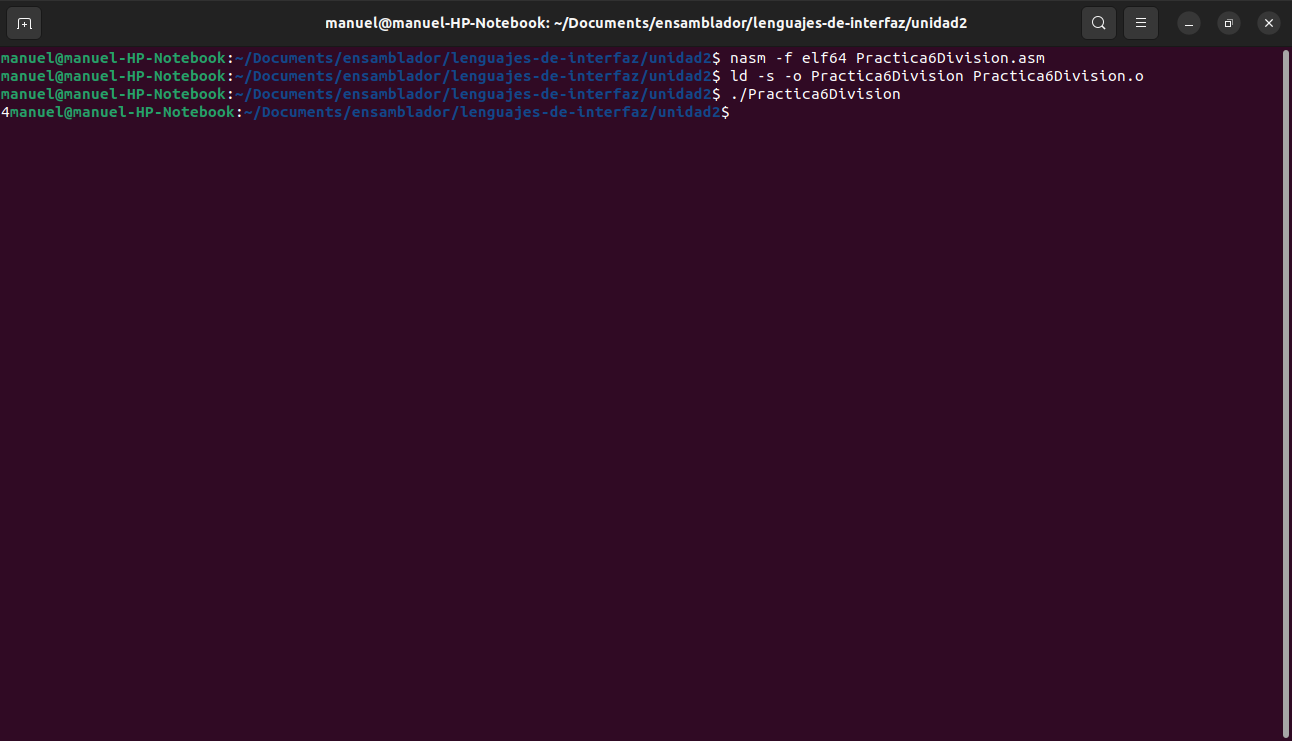 manuel@manuel-HP-Notebook: ~/Documents/ensamblador/lenguajes-de-interfaz/unidad2
manuel@manuel-HP-Notebook:~/Documents/ensamblador/lenguajes-de-interfaz/unidad2$ nasm -f elf64 Practica6Division.asm
manuel@manuel-HP-Notebook:~/Documents/ensamblador/lenguajes-de-interfaz/unidad2$ ld -s -o Practica6Division Practica6Division.o
manuel@manuel-HP-Notebook:~/Documents/ensamblador/lenguajes-de-interfaz/unidad2$ ./Practica6Division
4manuel@manuel-HP-Notebook:~/Documents/ensamblador/lenguajes-de-interfaz/unidad2$